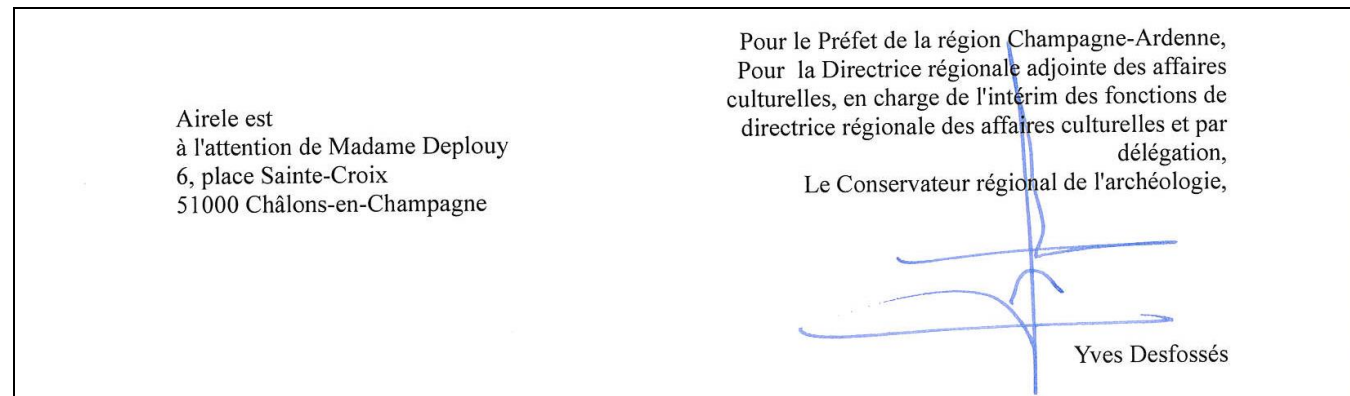 Airele est
à l'attention de Madame Deplouy
6, place Sainte-Croix
51000 Châlons-en-Champagne
Pour le Préfet de la région Champagne-Ardenne,
Pour la Directrice régionale adjointe des affaires
culturelles, en charge de l'intérim des fonctions de
directrice régionale des affaires culturelles et par
délégation,
Le Conservateur régional de l'archéologie,
Yves Desfossés